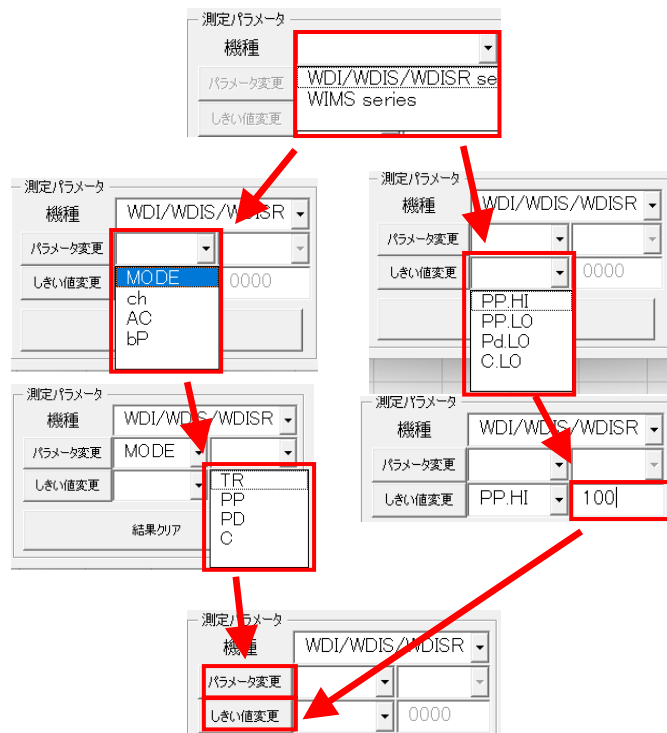 測定パラメータ
機種
パラメータ変更
WDI/WDIS/WDISR se
WIMS series
しきい値変更
測定パラメータ
機種 WDI/WDIS/WDISR
パラメータ変更
しきい値変更 0000
MODE
ch
AC
bP
測定パラメータ
機種 WDI/WDIS/WDISR
パラメータ変更
しきい値変更 0000
PP.HI
PP.LO
Pd.LO
C.LO
測定パラメータ
機種 WDI/WDIS/WDISR
パラメータ変更 MODE
しきい値変更
TR
PP
PD
C
結果クリア
測定パラメータ
機種 WDI/WDIS/WDISR
パラメータ変更
しきい値変更 PP.HI 100
測定パラメータ
機種 WDI/WDIS/WDISR
パラメータ変更
しきい値変更 0000